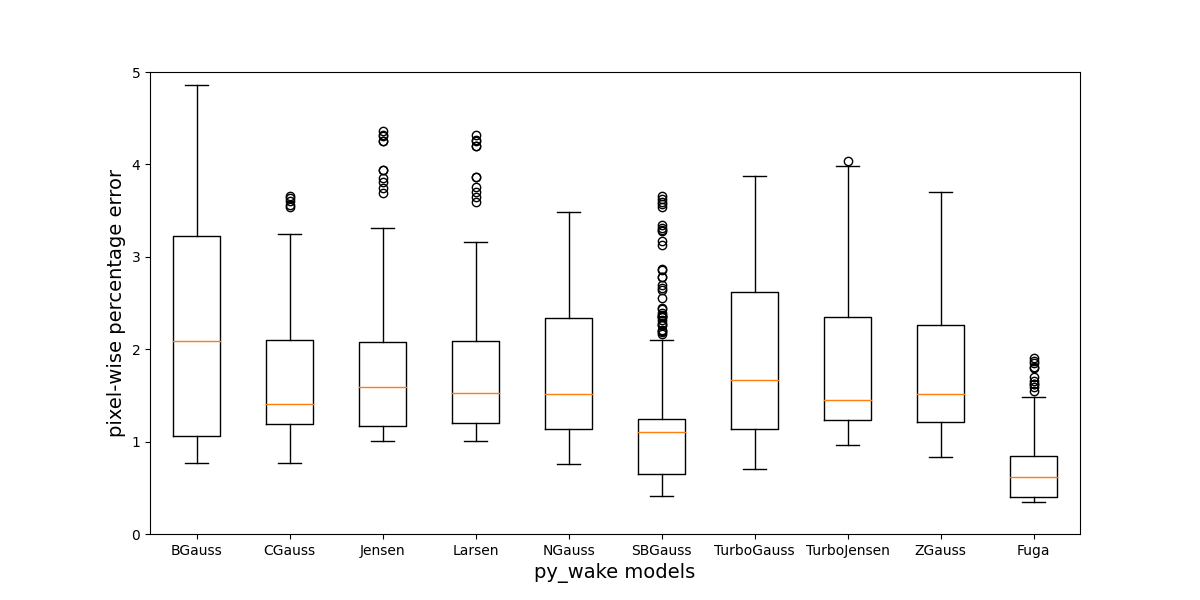 pixel-wise percentage error
5
4
3
2
1
0
BGauss CGauss Jensen Larsen NGauss SBGauss TurboGauss TurboJensen ZGauss Fuga
py_wake models